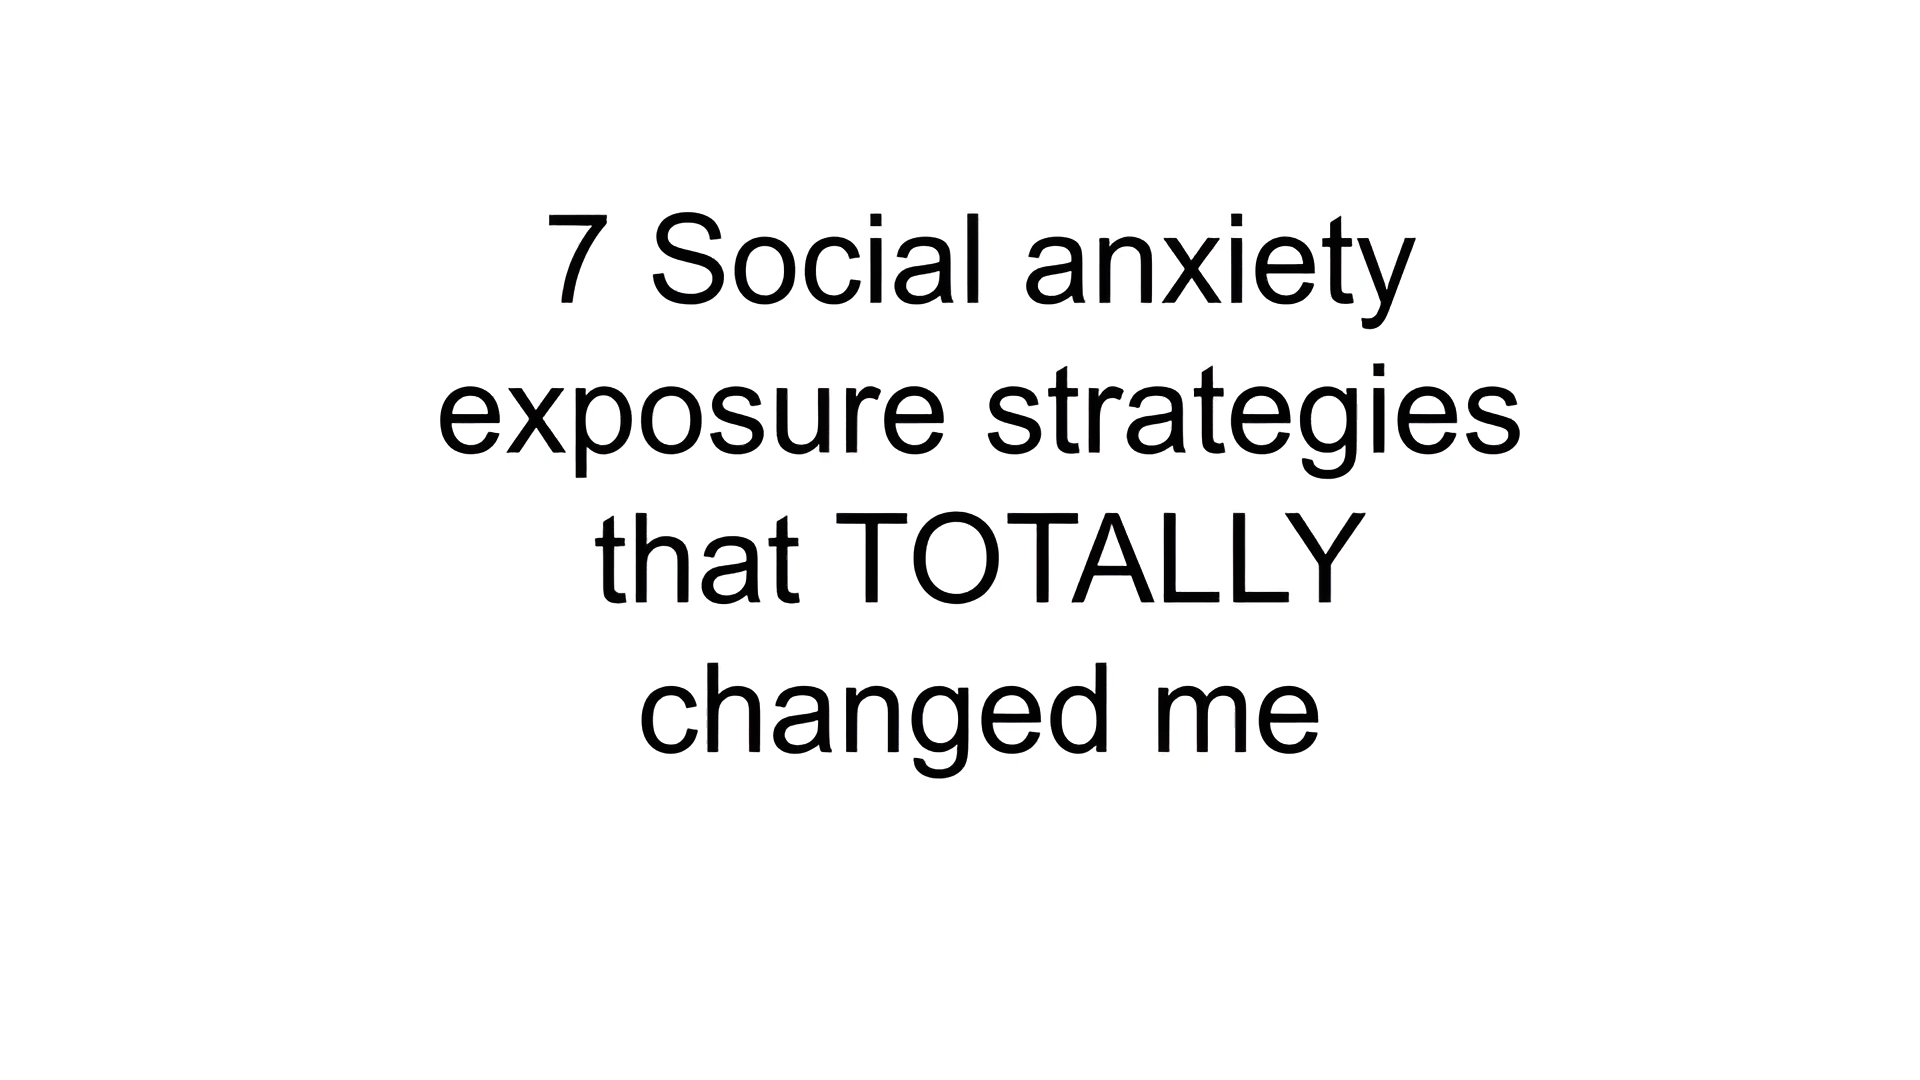 7 Social anxiety
exposure strategies
that TOTALLY
changed me